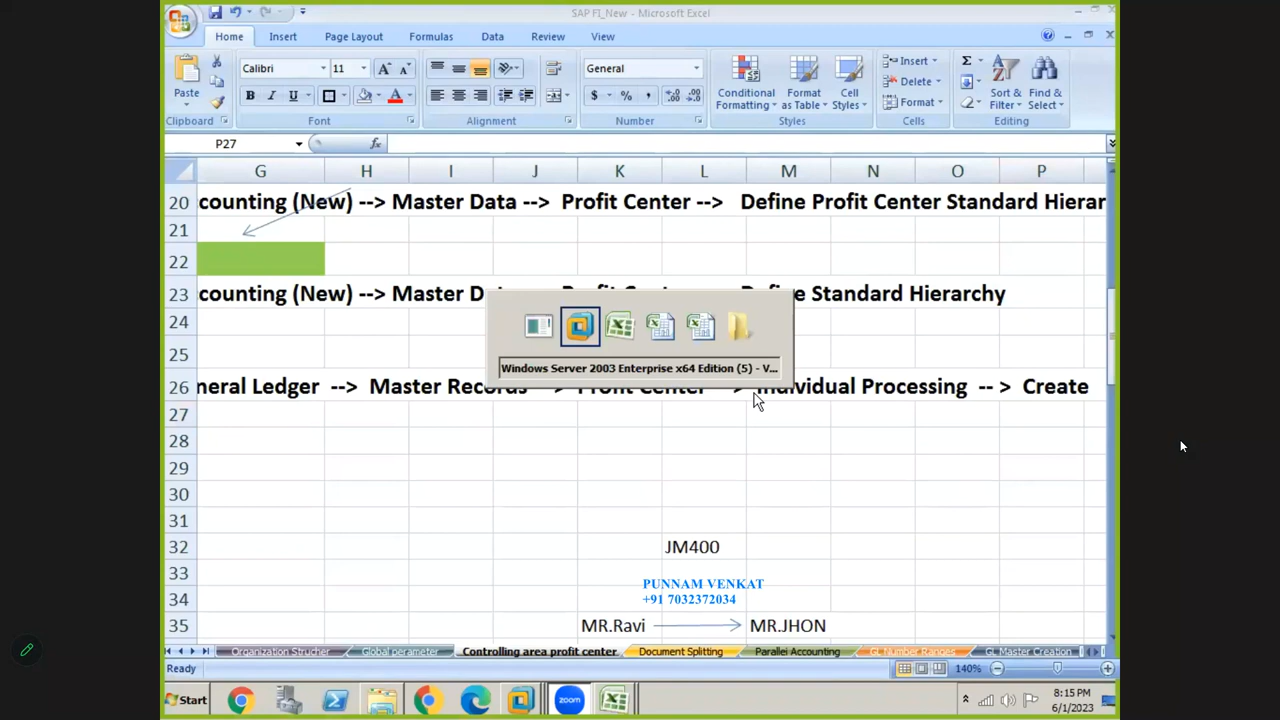 SAP FI_New - Microsoft Excel
Home Insert Page Layout Formulas Data Review View
Paste
Calibri 11
General
Conditional Formatting
Format as Table
Cell Styles
Insert
Delete
Format
Sort & Filter
Find & Select
Clipboard Font Alignment Number Styles Cells Editing
P27 fx
G H I J K L M N O P
20 counting (New) --> Master Data --> Profit Center --> Define Profit Center Standard Hierar
21
22
23 counting (New) --> Master D Standard Hierarchy
24
Windows Server 2003 Enterprise x64 Edition (5) - V...
25
26 neral Ledger --> Master Records Profit Center Individual Processing -- > Create
27
28
29
30
31
32 JM400
33
PUNNAM VENKAT
34 +91 7032372034
35 MR.Ravi MR.JHON
Organization Strucher Global perameter Controlling area profit center Document Splitting Parallel Accounting GL Number Ranges GL Master Creation
Ready 140%
Start zoom 8:15 PM
6/1/2023